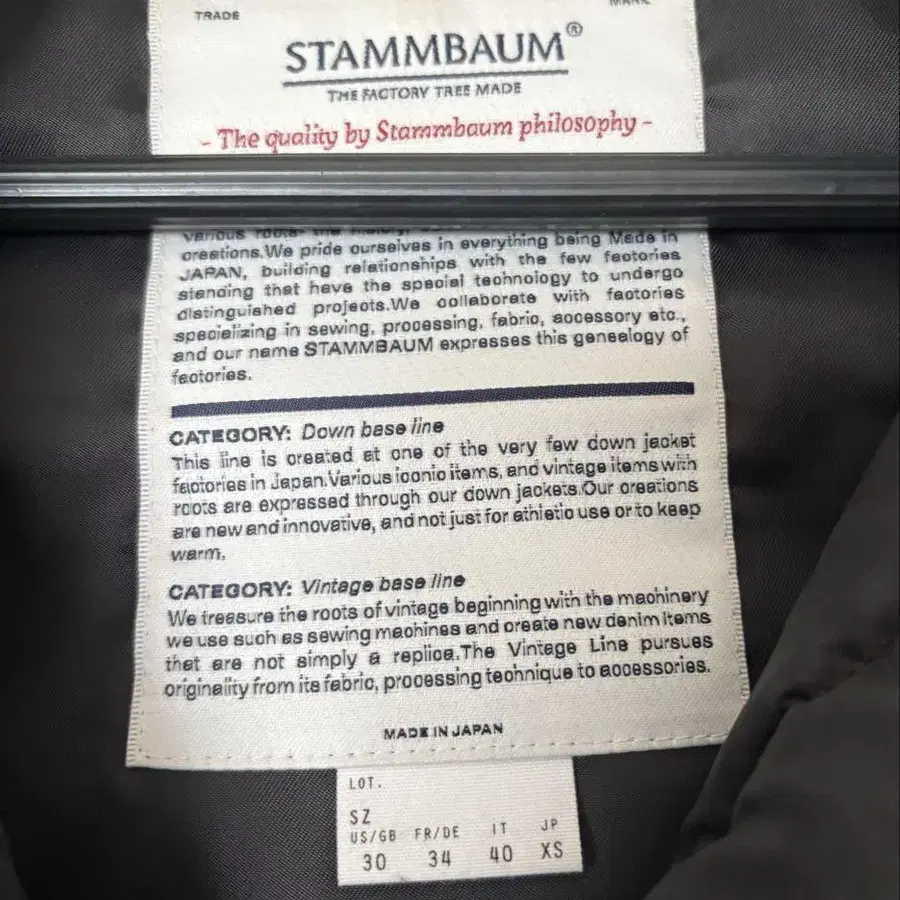 TRADE MARK
STAMMBAUM®
THE FACTORY TREE MADE
- The quality by Stammbaum philosophy -
various roots- the
creations.We pride ourselves in everything being Made in
JAPAN, building relationships with the few factories
standing that have the special technology to undergo
distinguished projects.We collaborate with factories
specializing in sewing, processing, fabric, accessory etc.,
and our name STAMMBAUM expresses this genealogy of
factories.
CATEGORY: Down base line
This line is created at one of the very few down jacket
factories in Japan.Various iconic items, and vintage items with
roots are expressed through our down jackets.Our creations
are new and innovative, and not just for athletic use or to keep
warm.
CATEGORY: Vintage base line
We treasure the roots of vintage beginning with the machinery
we use such as sewing machines and create new denim items
that are not simply a replica.The Vintage Line pursues
originality from its fabric, processing technique to accessories.
MADE IN JAPAN
LOT.
SZ
US/GB FR/DE IT JP
30 34 40 XS